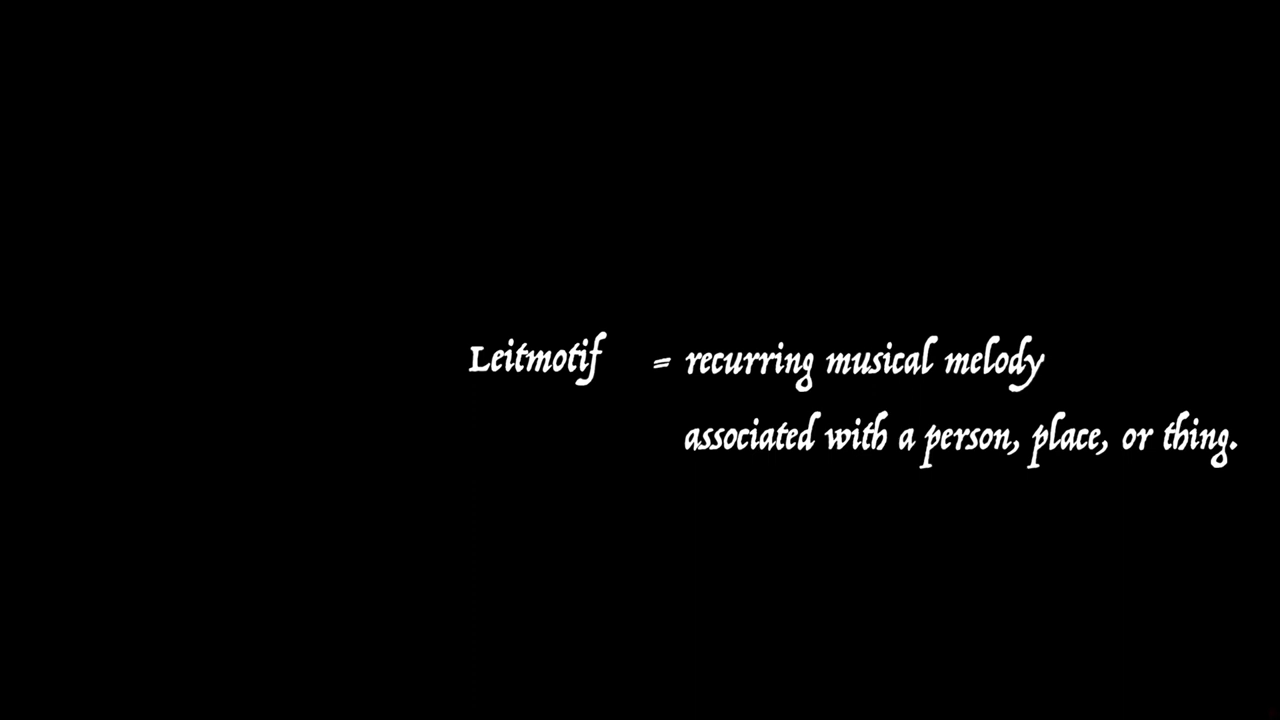 Leitmotif = recurring musical melody
associated with a person, place, or thing.